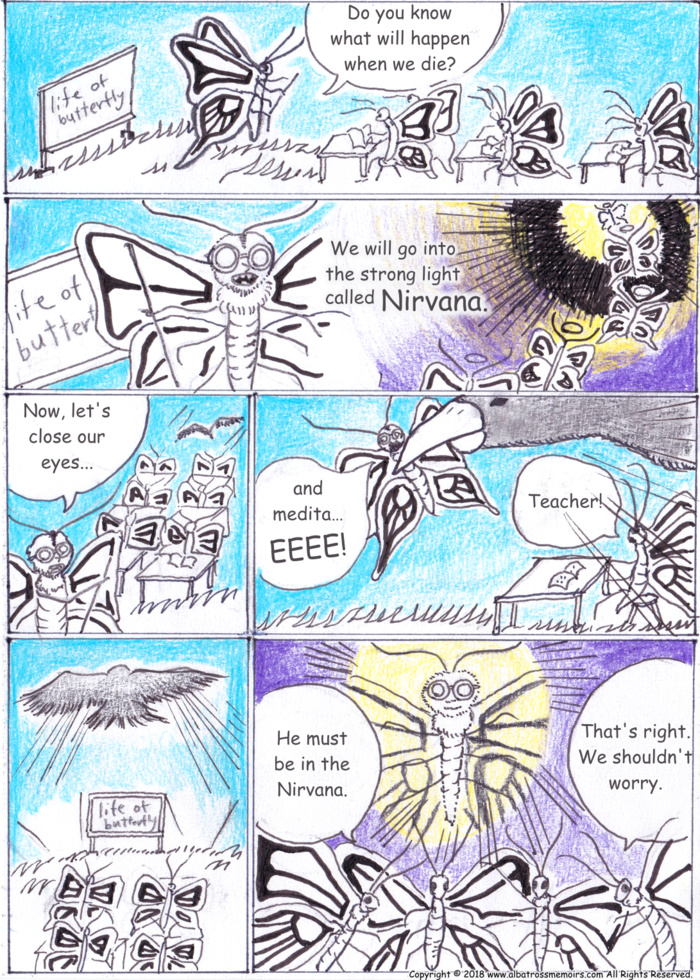 Do you know
what will happen
when we die?
life of
butterfly
We will go into
the strong light
called Nirvana.
life of
butterf
Now, let's
close our
eyes...
and
medita...
EEEE!
Teacher!
life of
butterfly
He must
be in the
Nirvana.
That's right.
We shouldn't
worry.
Copyright © 2018 www.albatrossmemoirs.com All Rights Reserved.